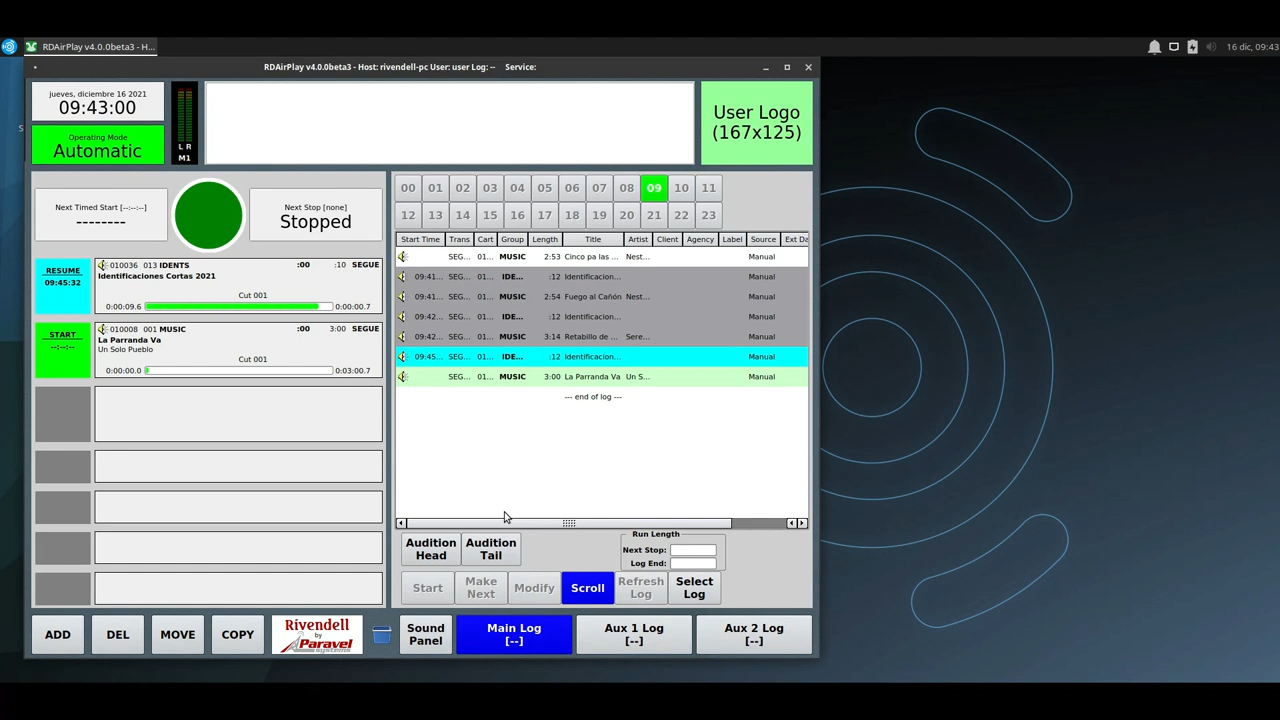 RDAirPlay v4.0.0beta3 - H...
16 dic, 09:43
RDAirPlay v4.0.0beta3 - Host: rivendell-pc User: user Log: -- Service:
jueves, diciembre 16 2021
09:43:00
Operating Mode
Automatic
L R
M1
User Logo
(167x125)
Next Timed Start [--:--:--]
--------
Next Stop [none]
Stopped
RESUME
09:45:32
010036 013 IDENTS :00 :10 SEGUE
Identificaciones Cortas 2021
Cut 001
0:00:09.6 0:00:00.7
START
--:--:--
010008 001 MUSIC :00 3:00 SEGUE
La Parranda Va
Un Solo Pueblo
Cut 001
0:00:00.0 0:03:00.7
00 01 02 03 04 05 06 07 08 09 10 11
12 13 14 15 16 17 18 19 20 21 22 23
Start Time Trans Cart Group Length Title Artist Client Agency Label Source Ext Da
SEG... 01... MUSIC 2:53 Cinco pa las ... Nest... Manual
09:41... SEG... 01... IDE... :12 Identificacion... Manual
09:41... SEG... 01... MUSIC 2:54 Fuego al Cañón Nest... Manual
09:42... SEG... 01... IDE... :12 Identificacion... Manual
09:42... SEG... 01... MUSIC 3:14 Retabillo de ... Sere... Manual
09:45... SEG... 01... IDE... :12 Identificacion... Manual
SEG... 01... MUSIC 3:00 La Parranda Va Un S... Manual
--- end of log ---
Audition Head
Audition Tail
Run Length
Next Stop:
Log End:
Start
Make Next
Modify
Scroll
Refresh Log
Select Log
ADD
DEL
MOVE
COPY
Rivendell
by
Paravel
systems
Sound Panel
Main Log
[--]
Aux 1 Log
[--]
Aux 2 Log
[--]